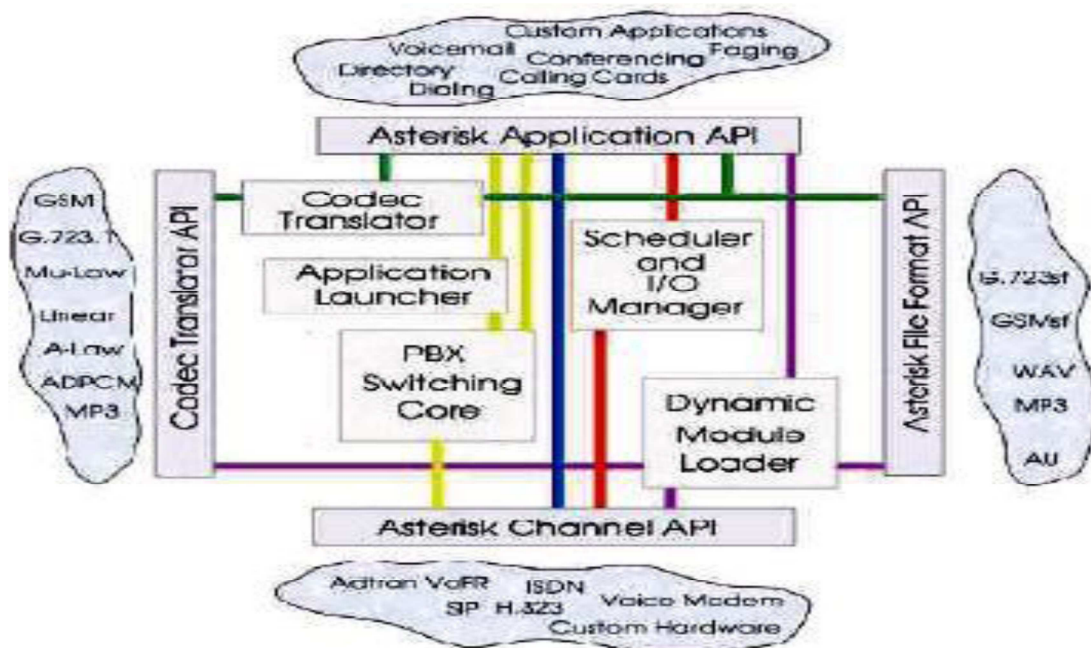 Custom Applications
Voicemail Conferencing Paging
Directory Calling Cards
Dialing
Asterisk Application API
Codec Translator API
GSM
G.723.1
Mu-Law
Linear
A-Law
ADPCM
MP3
Codec
Translator
Application
Launcher
PBX
Switching
Core
Scheduler
and
I/O
Manager
Dynamic
Module
Loader
Asterisk File Format API
G.723sf
GSMsf
WAV
MP3
AU
Asterisk Channel API
Adtran VoFR ISDN Voice Modem
SIP H.323
Custom Hardware